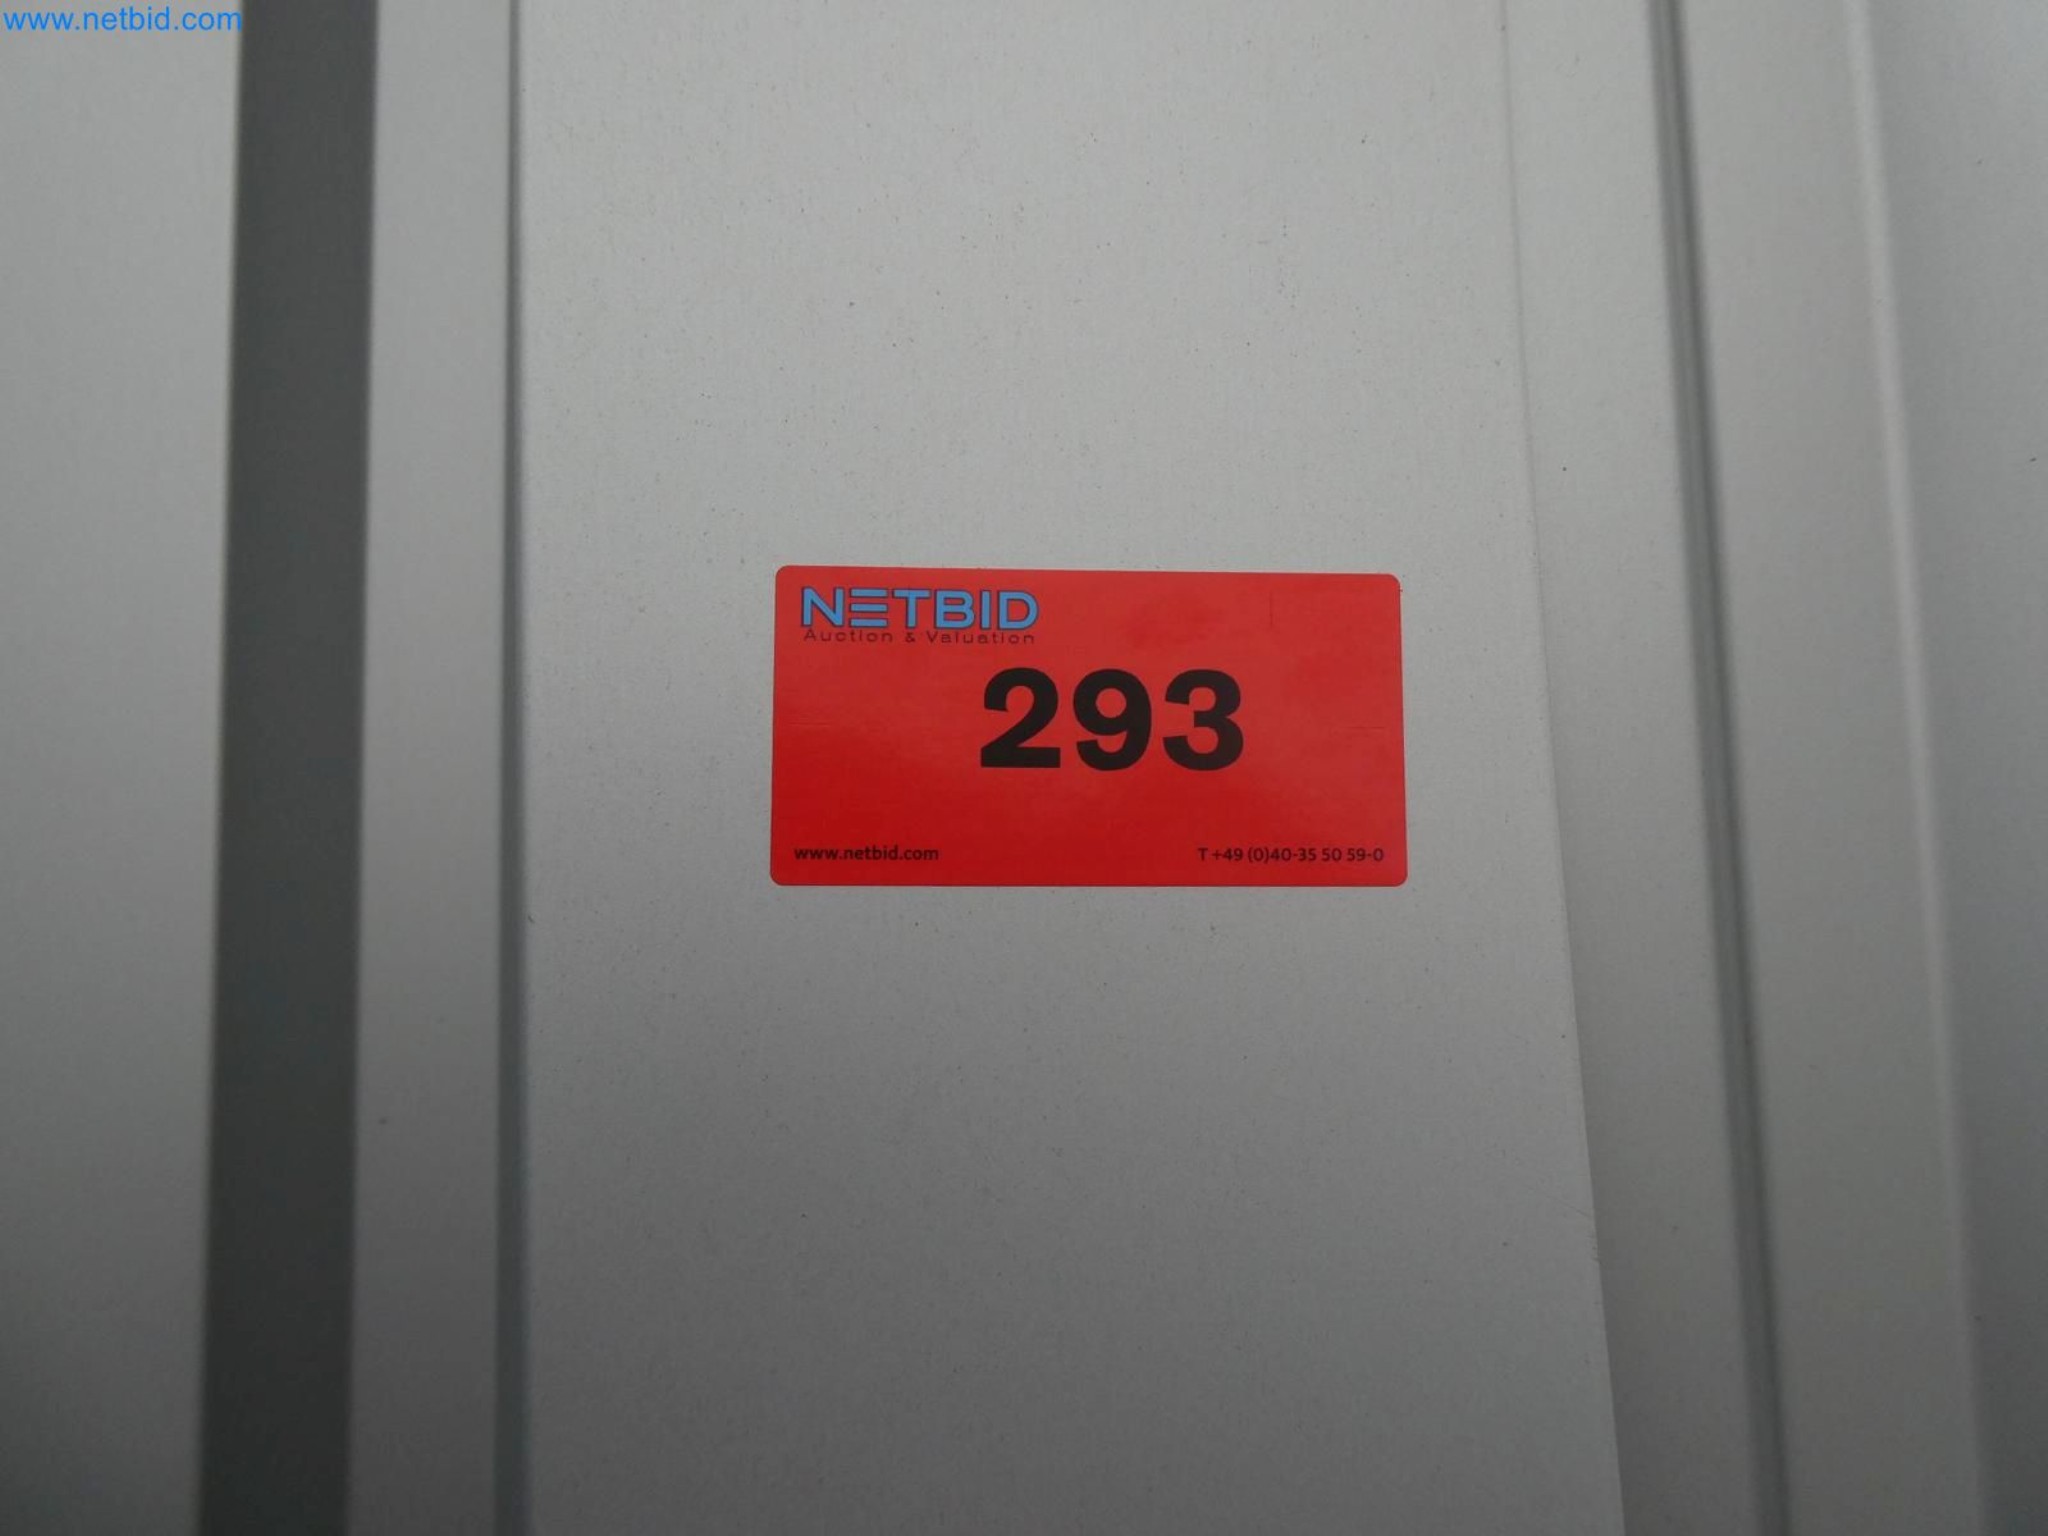 www.netbid.com
NETBID
Auction & Valuation
293
www.netbid.com
T +49 (0)40-35 50 59-0